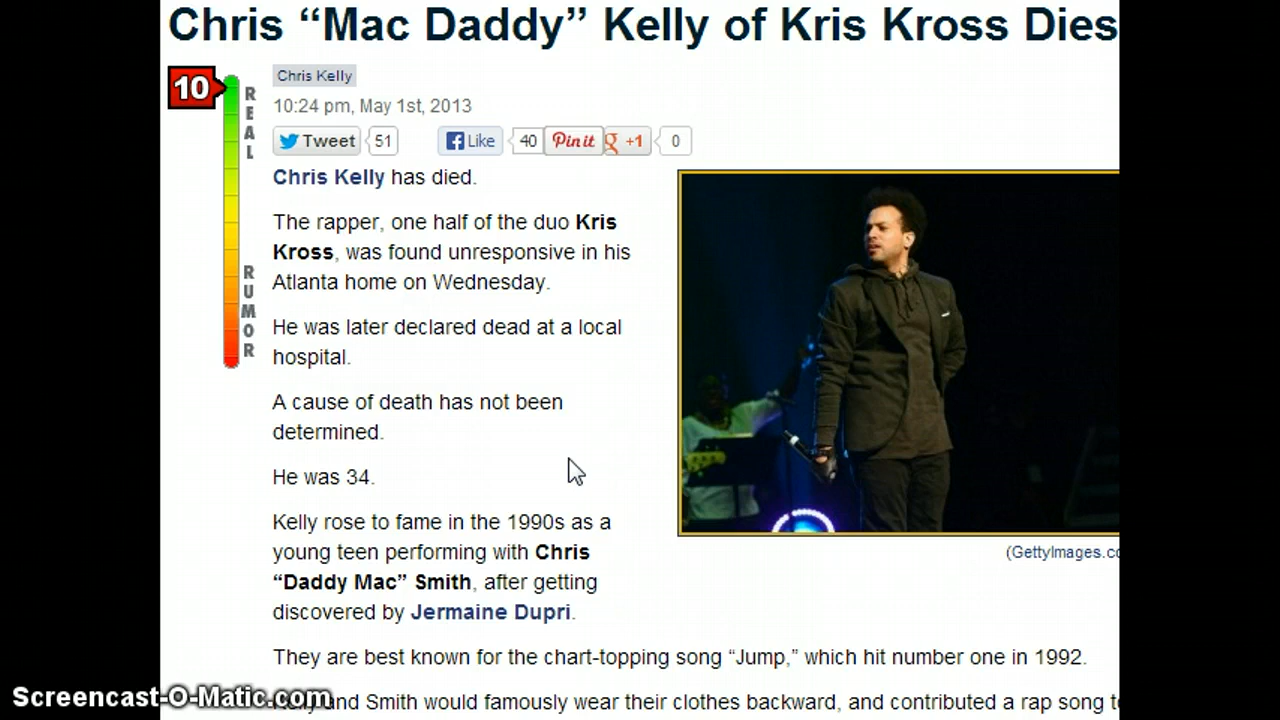 Chris “Mac Daddy” Kelly of Kris Kross Dies
10
REAL
RUMOR
Chris Kelly
10:24 pm, May 1st, 2013
Tweet 51 Like 40 Pin it +1 0
Chris Kelly has died.
The rapper, one half of the duo Kris
Kross, was found unresponsive in his
Atlanta home on Wednesday.
He was later declared dead at a local
hospital.
A cause of death has not been
determined.
He was 34.
(GettyImages.co
Kelly rose to fame in the 1990s as a
young teen performing with Chris
“Daddy Mac” Smith, after getting
discovered by Jermaine Dupri.
They are best known for the chart-topping song “Jump,” which hit number one in 1992.
and Smith would famously wear their clothes backward, and contributed a rap song t
Screencast-O-Matic.com